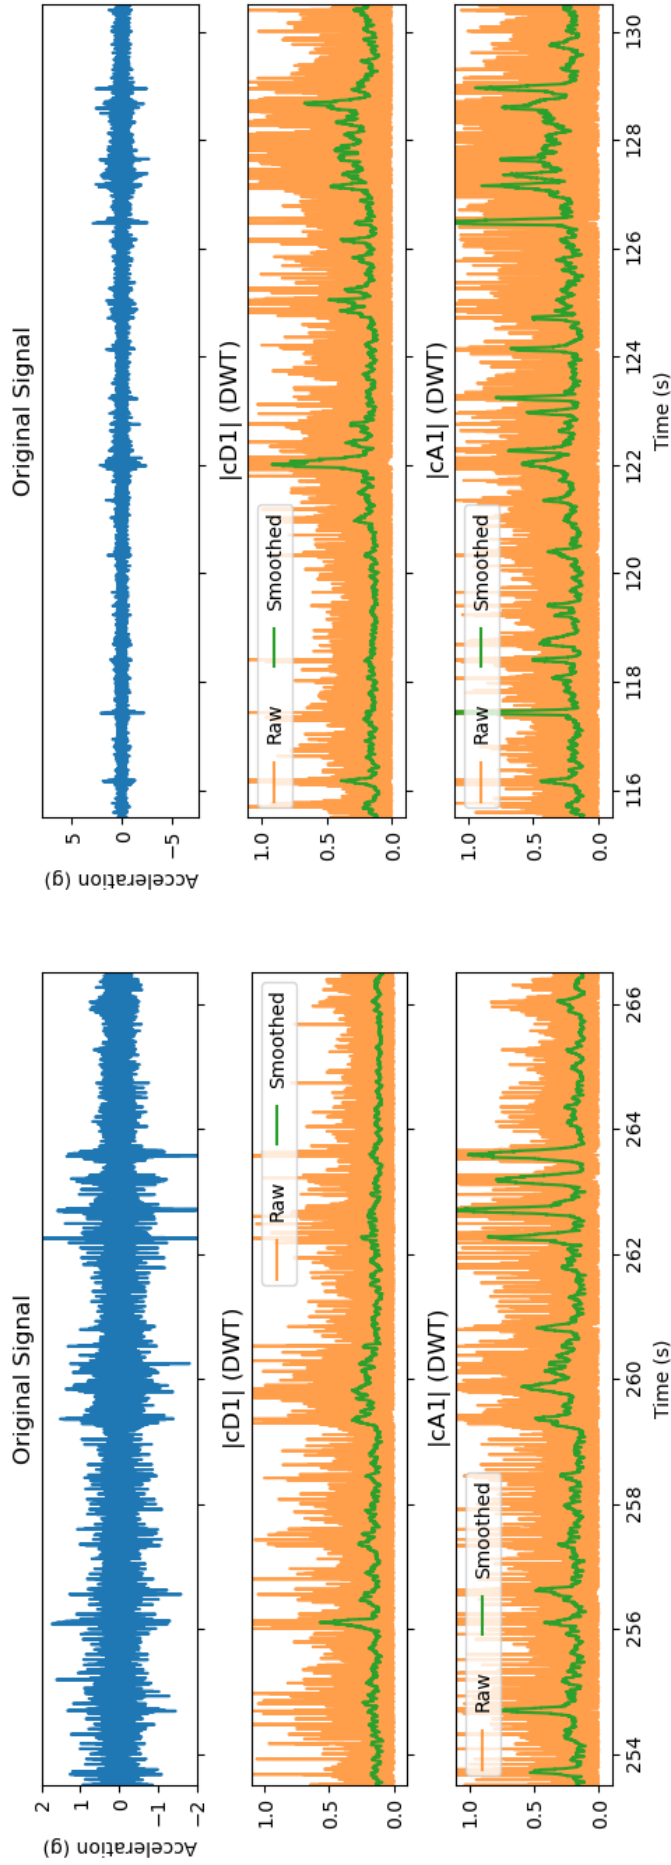 Original Signal
Acceleration (g)
2
1
0
−1
−2
|cD1| (DWT)
1.0
0.5
0.0
Raw
Smoothed
|cA1| (DWT)
1.0
0.5
0.0
Raw
Smoothed
254
256
258
260
262
264
266
Time (s)
Original Signal
Acceleration (g)
5
0
−5
|cD1| (DWT)
1.0
0.5
0.0
Raw
Smoothed
|cA1| (DWT)
1.0
0.5
0.0
Raw
Smoothed
116
118
120
122
124
126
128
130
Time (s)